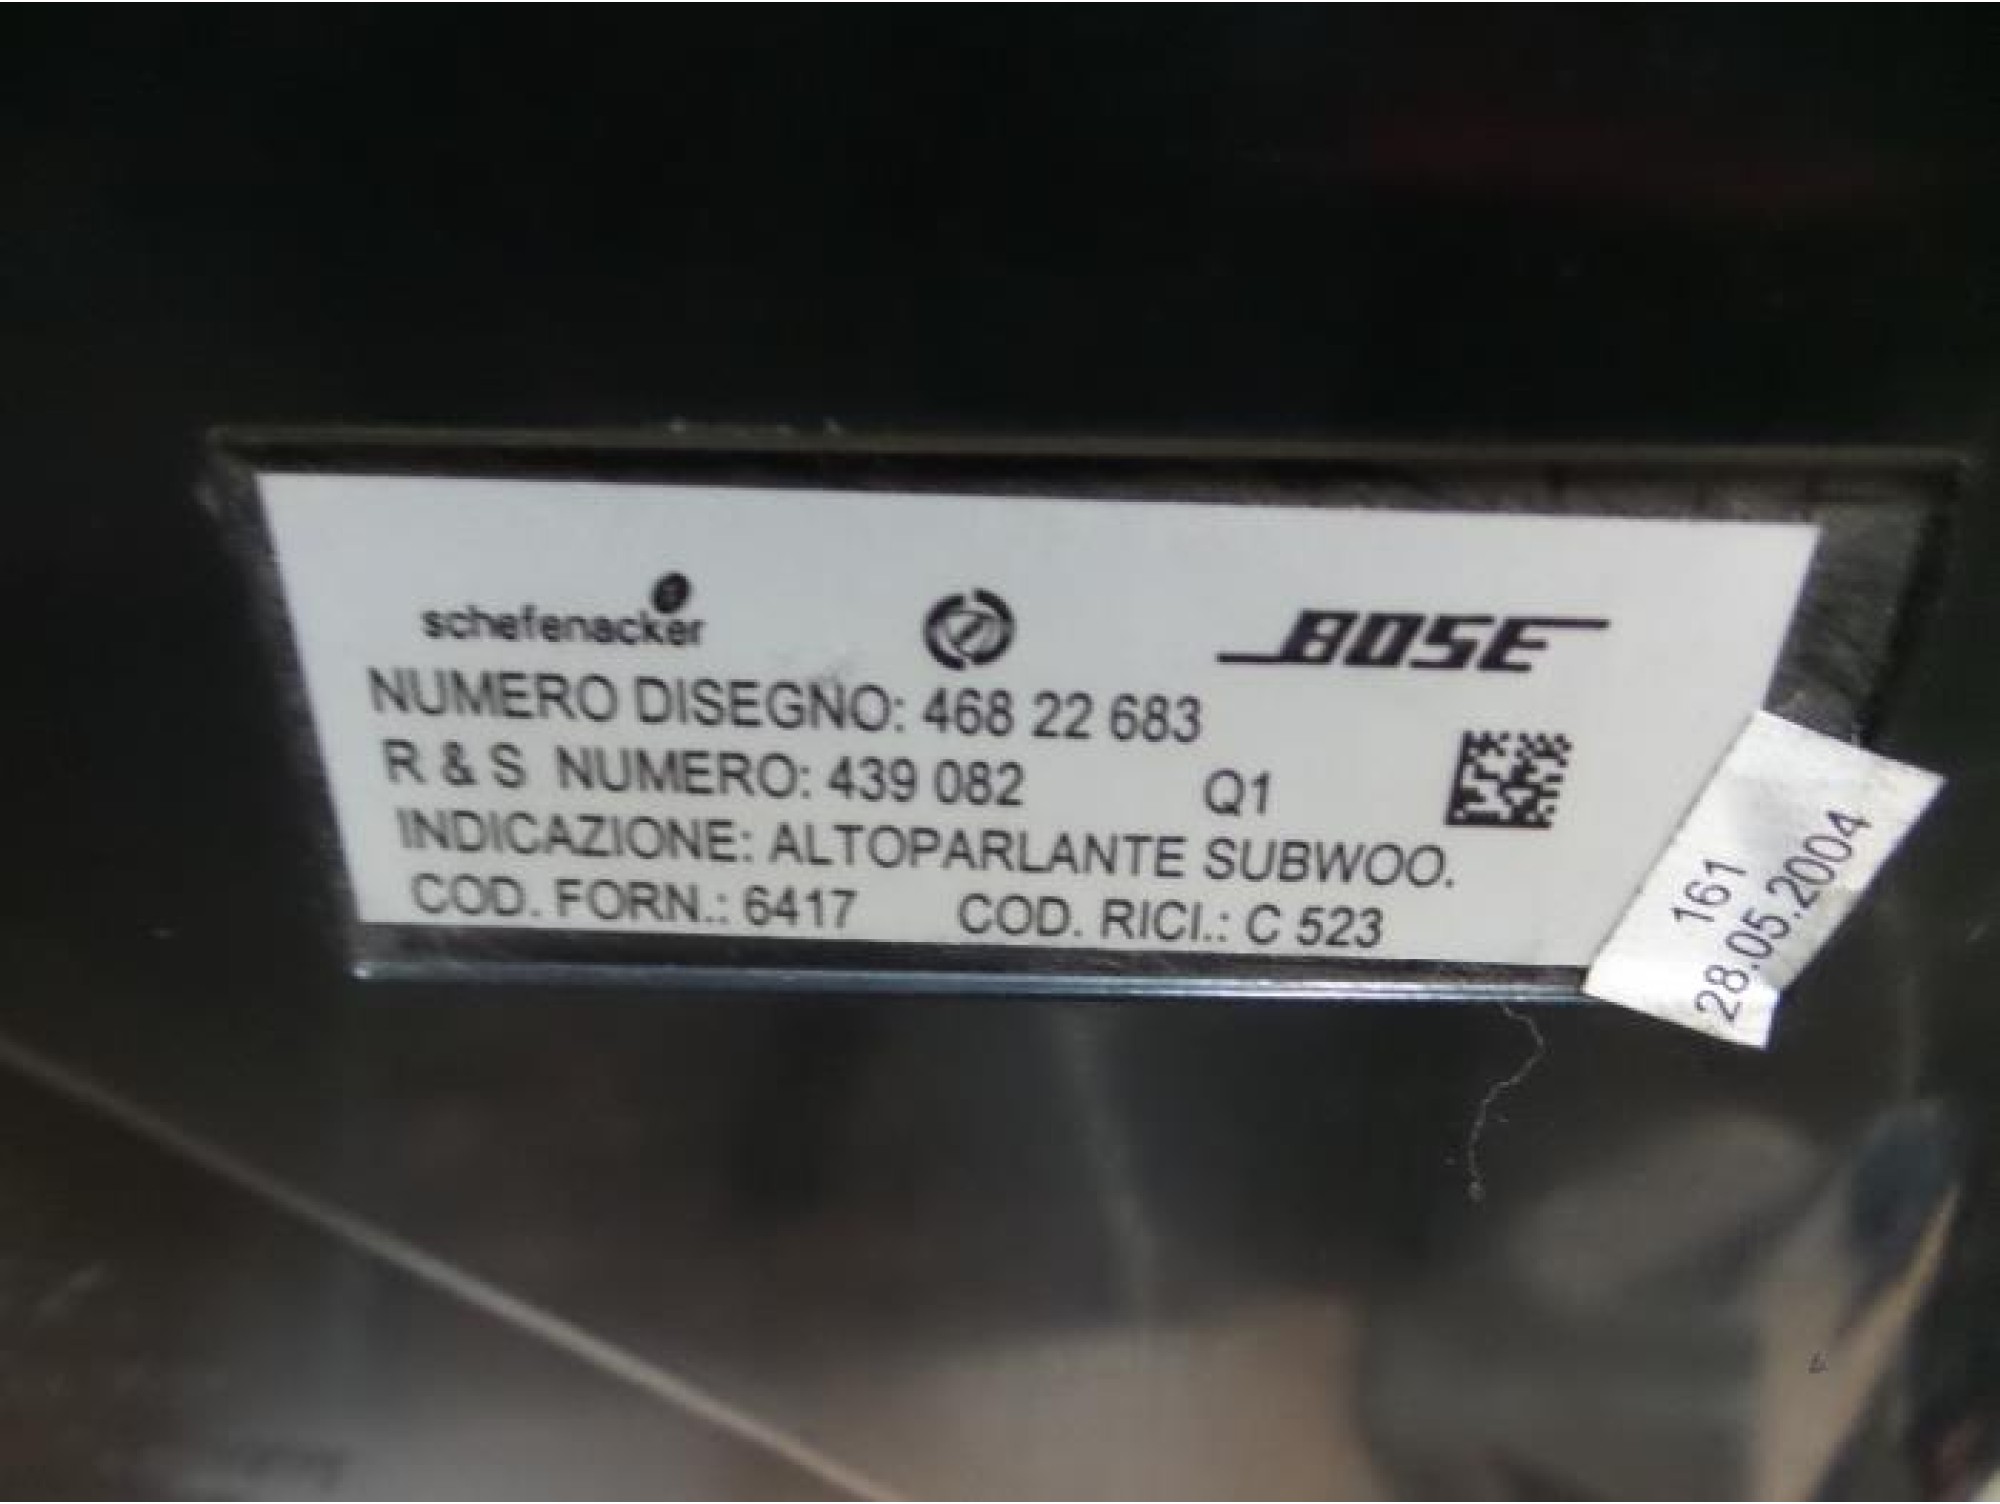 schefenacker
BOSE
NUMERO DISEGNO: 468 22 683
R & S NUMERO: 439 082 Q1
INDICAZIONE: ALTOPARLANTE SUBWOO.
COD. FORN.: 6417 COD. RICI.: C 523
161
28.05.2004